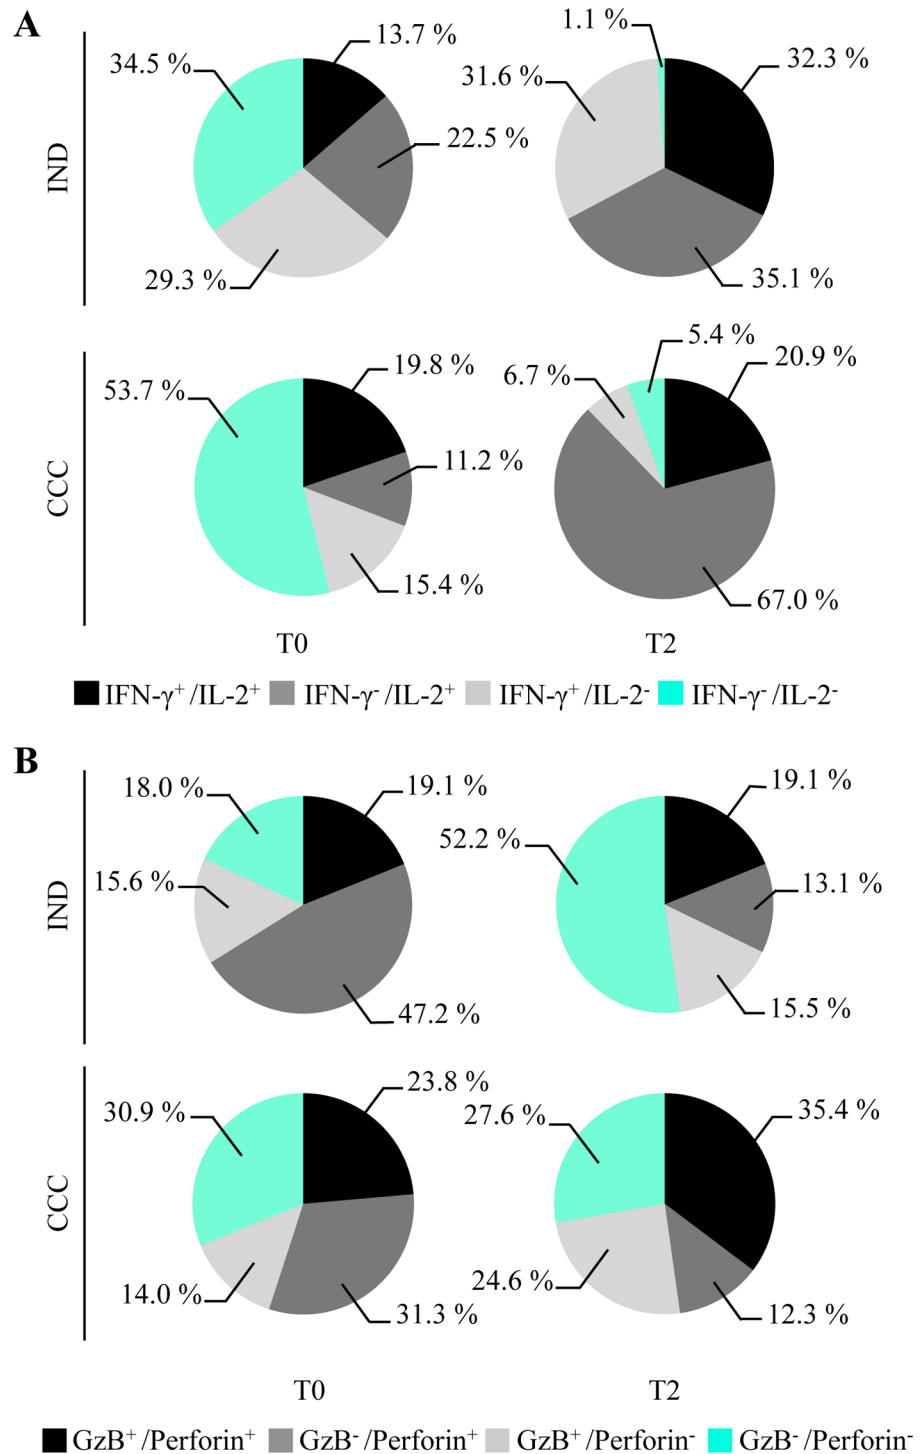 A
13.7 %
22.5 %
29.3 %
34.5 %
1.1 %
32.3 %
35.1 %
31.6 %
IND
53.7 %
19.8 %
11.2 %
15.4 %
6.7 %
5.4 %
20.9 %
67.0 %
CCC
T0
T2
IFN-γ⁺/IL-2⁺ IFN-γ⁻/IL-2⁺ IFN-γ⁺/IL-2⁻ IFN-γ⁻/IL-2⁻
B
18.0 %
19.1 %
15.6 %
47.2 %
52.2 %
19.1 %
13.1 %
15.5 %
IND
30.9 %
23.8 %
14.0 %
31.3 %
27.6 %
35.4 %
24.6 %
12.3 %
CCC
T0
T2
GzB⁺/Perforin⁺ GzB⁻/Perforin⁺ GzB⁺/Perforin⁻ GzB⁻/Perforin⁻